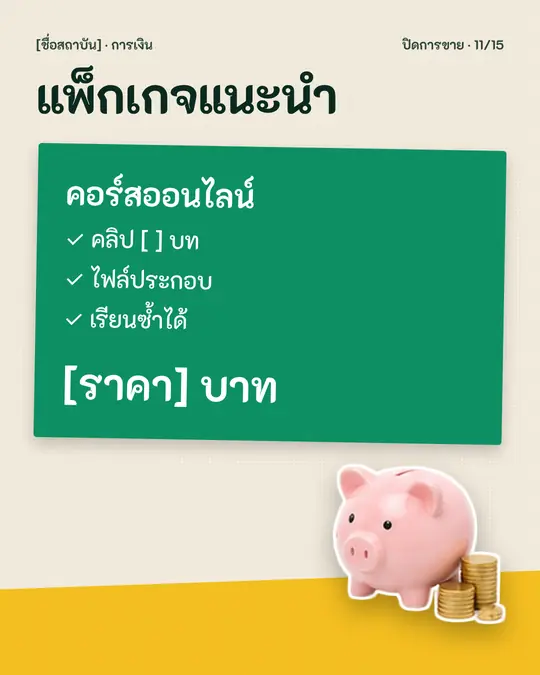 [ชื่อสถาบัน] · การเงิน
ปิดการขาย · 11/15
แพ็กเกจแนะนำ
คอร์สออนไลน์
✓ คลิป [ ] บท
✓ ไฟล์ประกอบ
✓ เรียนซ้ำได้
[ราคา] บาท